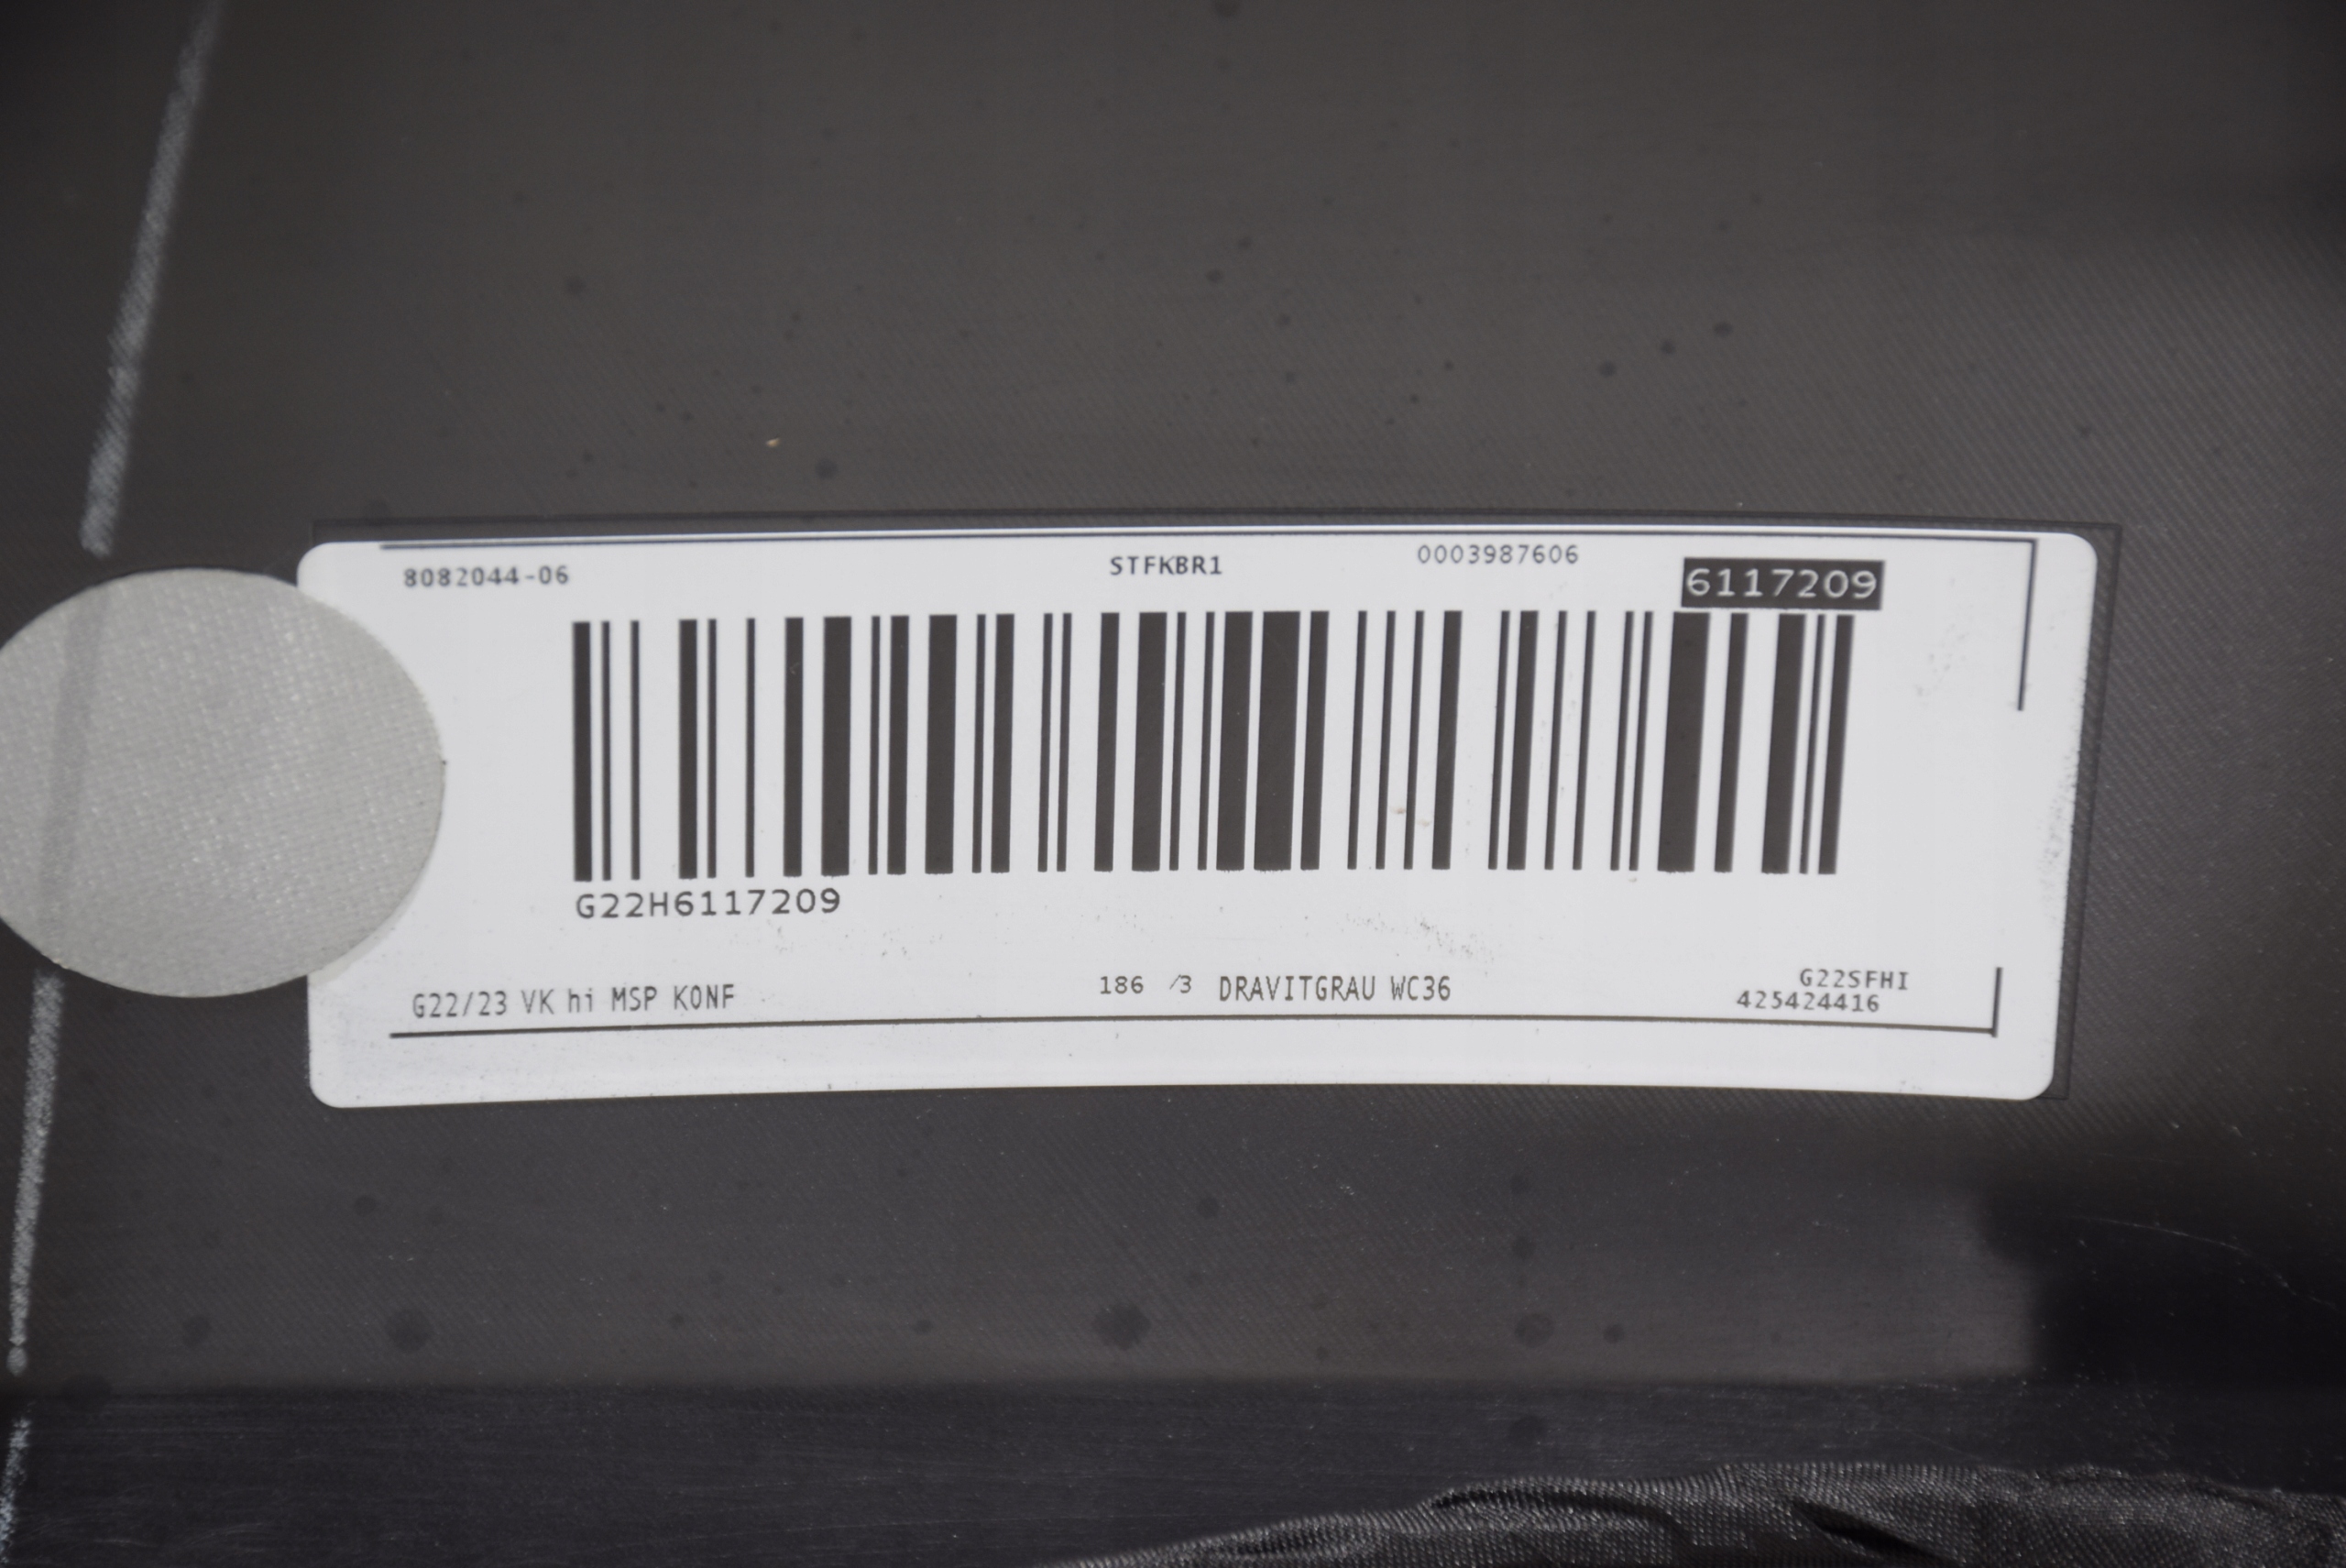 8082044-06 STFKBR1 0003987606 6117209
G22H6117209
G22/23 VK hi MSP KONF 186 /3 DRAVITGRAU WC36 G22SFHI
425424416